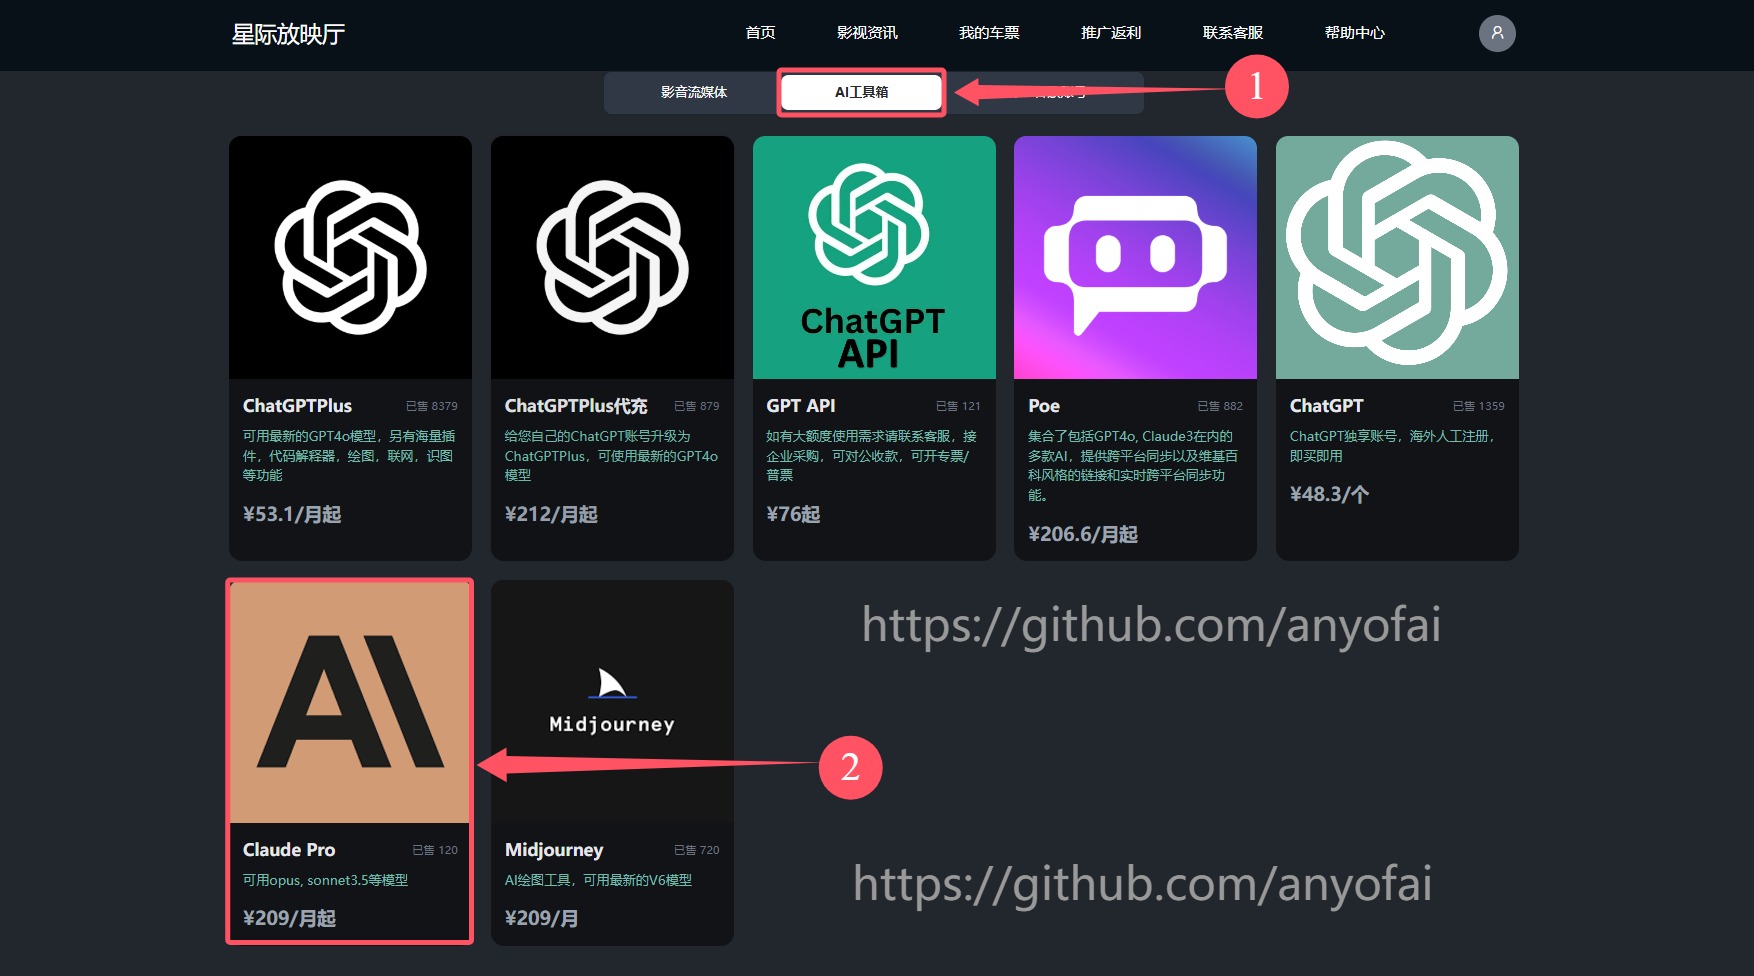 星际放映厅
首页
影视资讯
我的车票
推广返利
联系客服
帮助中心
影音流媒体
AI工具箱
1
ChatGPT
API
ChatGPTPlus
已售 8379
可用最新的GPT4o模型，另有海量插
件，代码解释器，绘图，联网，识图
等功能
¥53.1/月起
ChatGPTPlus代充
已售 879
给您自己的ChatGPT账号升级为
ChatGPTPlus，可使用最新的GPT4o
模型
¥212/月起
GPT API
已售 121
如有大额度使用需求请联系客服，接
企业采购，可对公收款，可开专票/
普票
¥76起
Poe
已售 882
集合了包括GPT4o, Claude3在内的
多款AI，提供跨平台同步以及维基百
科风格的链接和实时跨平台同步功
能。
¥206.6/月起
ChatGPT
已售 1359
ChatGPT独享账号，海外人工注册，
即买即用
¥48.3/个
https://github.com/anyofai
AI
Midjourney
2
Claude Pro
已售 120
可用opus, sonnet3.5等模型
¥209/月起
Midjourney
已售 720
AI绘图工具，可用最新的V6模型
¥209/月
https://github.com/anyofai